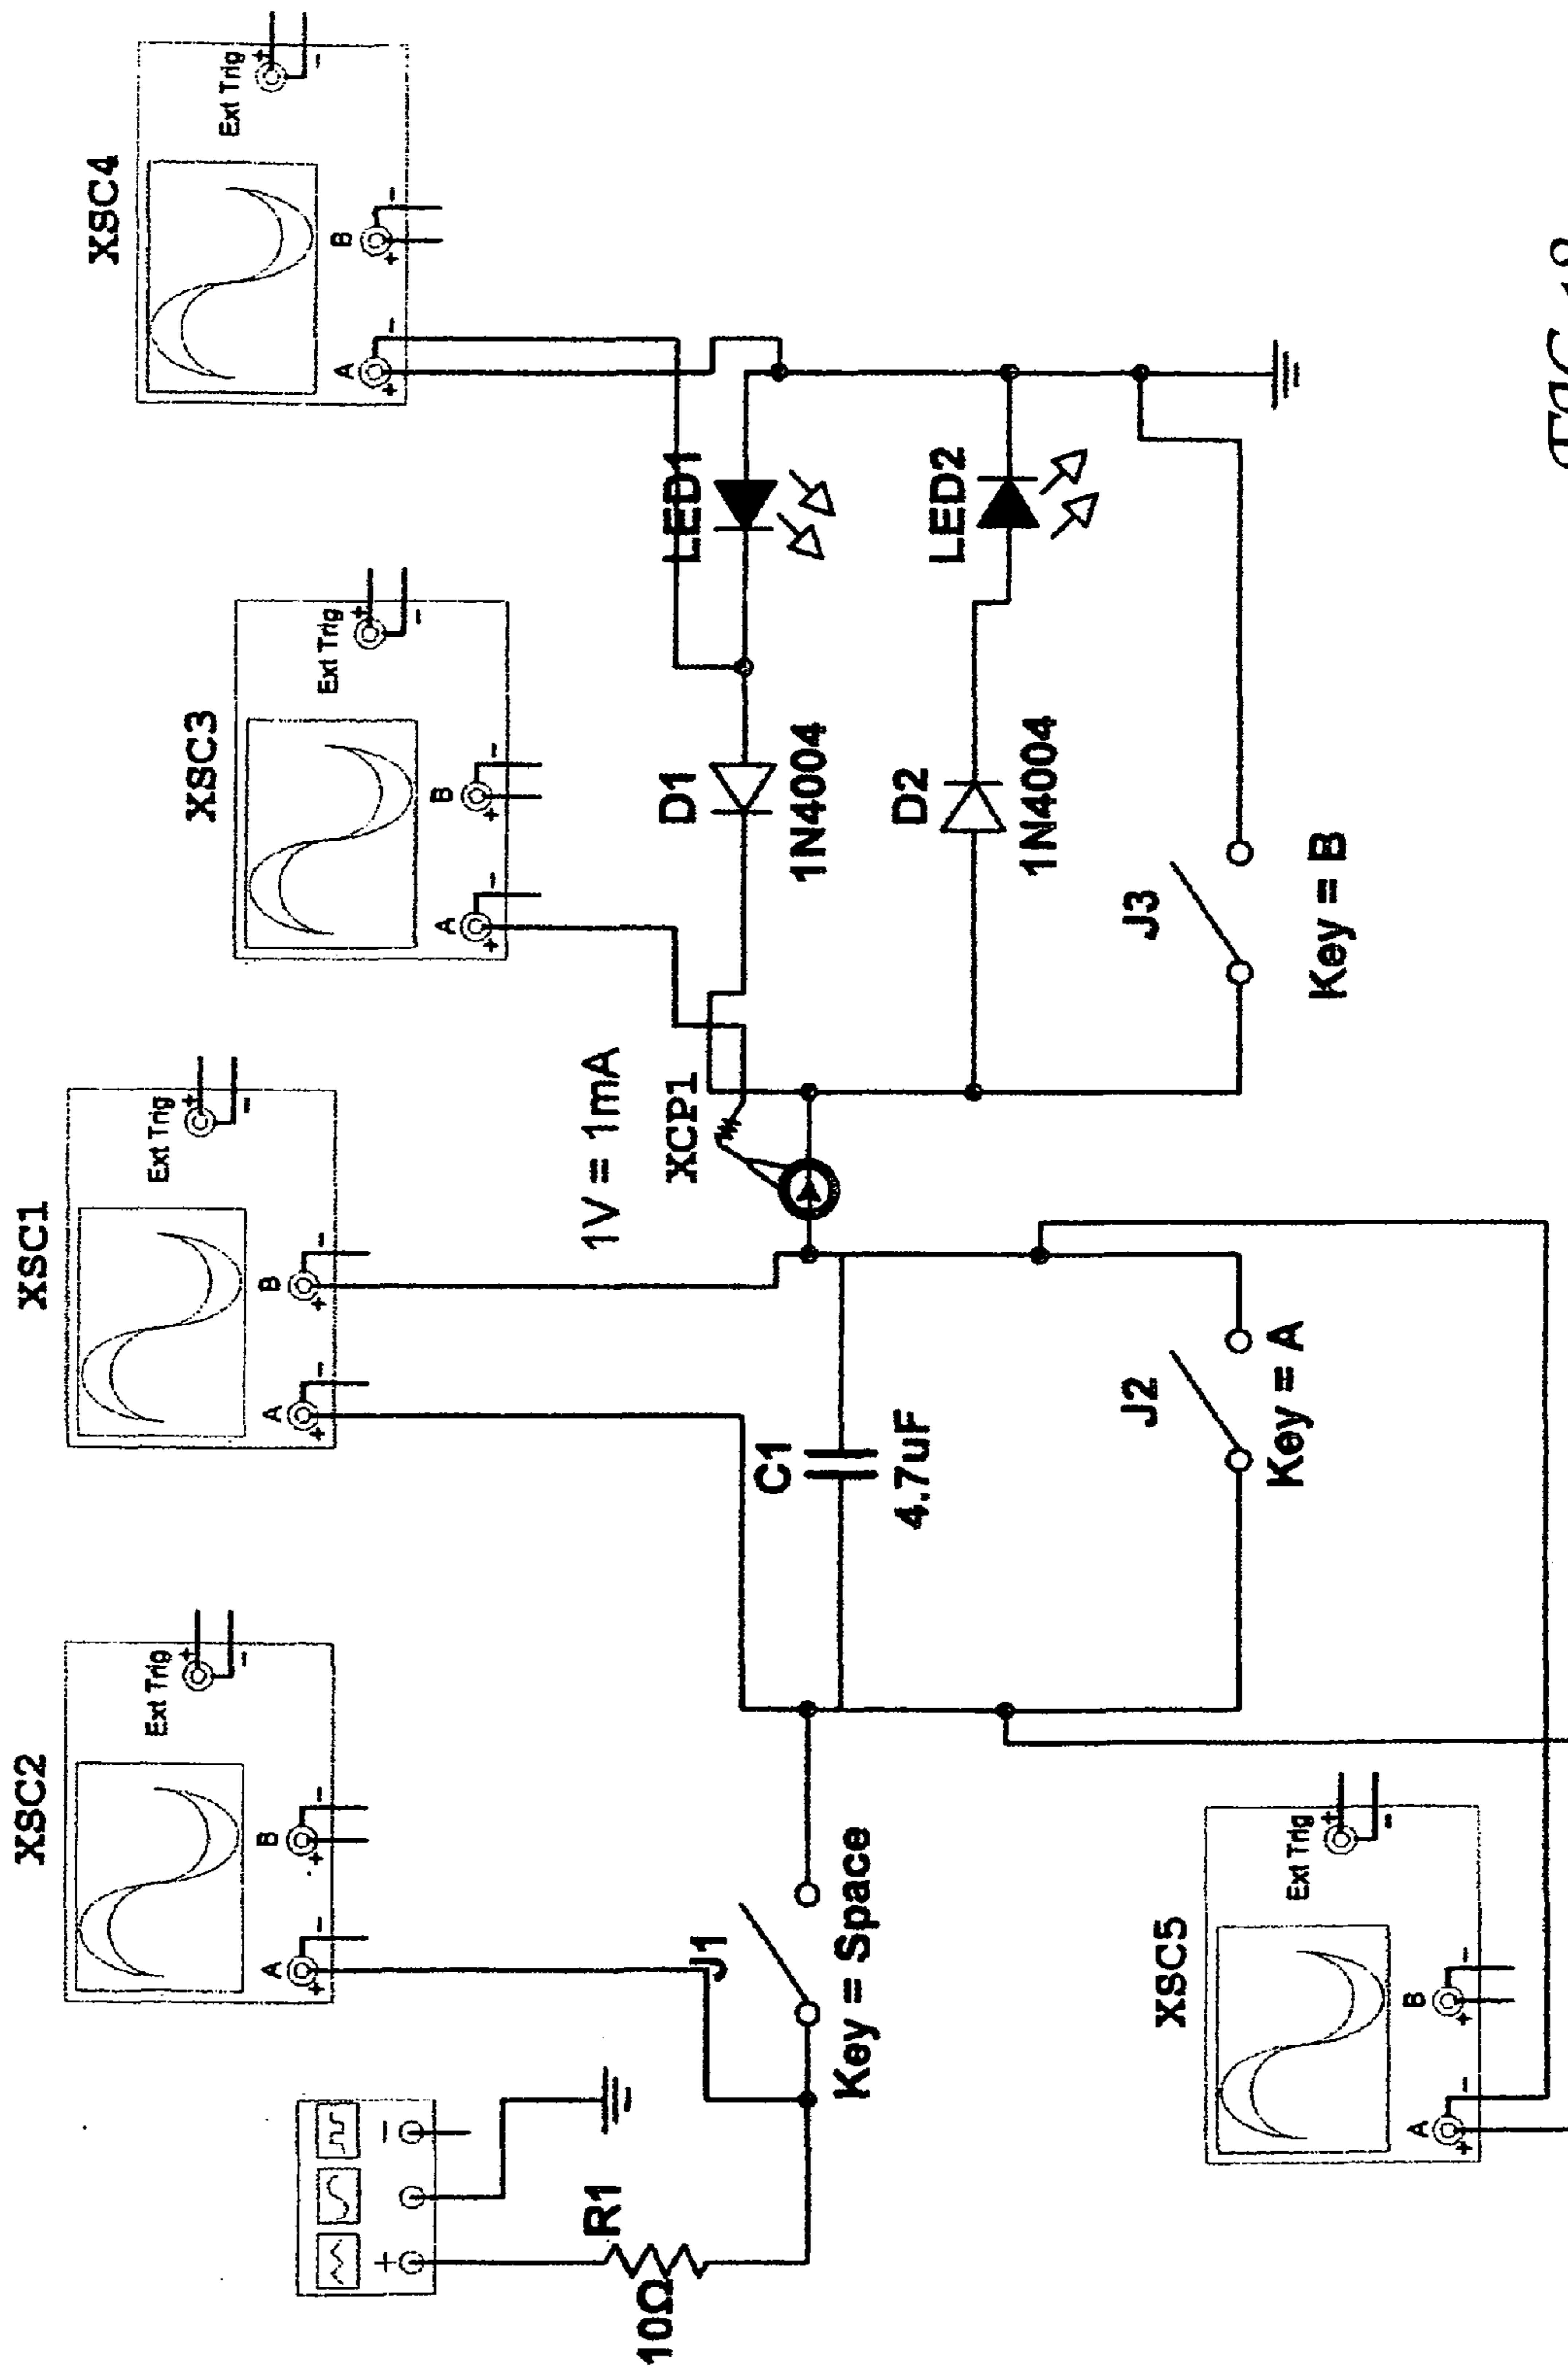 XSC2
Ext Trig
+
-
A
B
+
-
+
-
XSC1
Ext Trig
+
-
A
B
+
-
+
-
XSC3
Ext Trig
+
-
A
B
+
-
+
-
XSC4
Ext Trig
+
-
A
B
+
-
+
-
+
-
R1
10Ω
J1
Key = Space
C1
4.7uF
J2
Key = A
1V = 1mA
XCP1
D1
1N4004
LED1
D2
1N4004
LED2
J3
Key = B
XSC5
Ext Trig
+
-
A
B
+
-
+
-